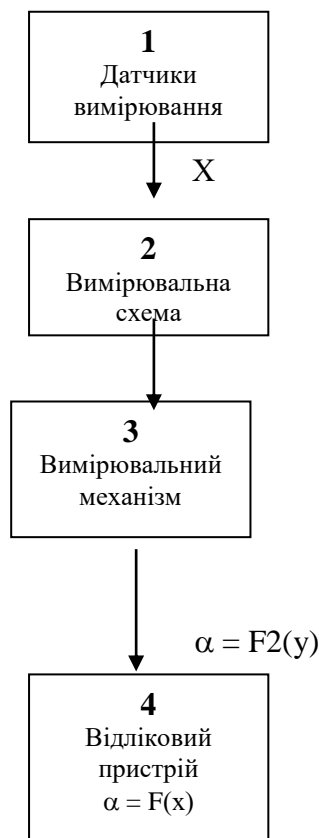 1
Датчики
вимірювання
X
2
Вимірювальна
схема
3
Вимірювальний
механізм
α = F2(y)
4
Відліковий
пристрій
α = F(x)